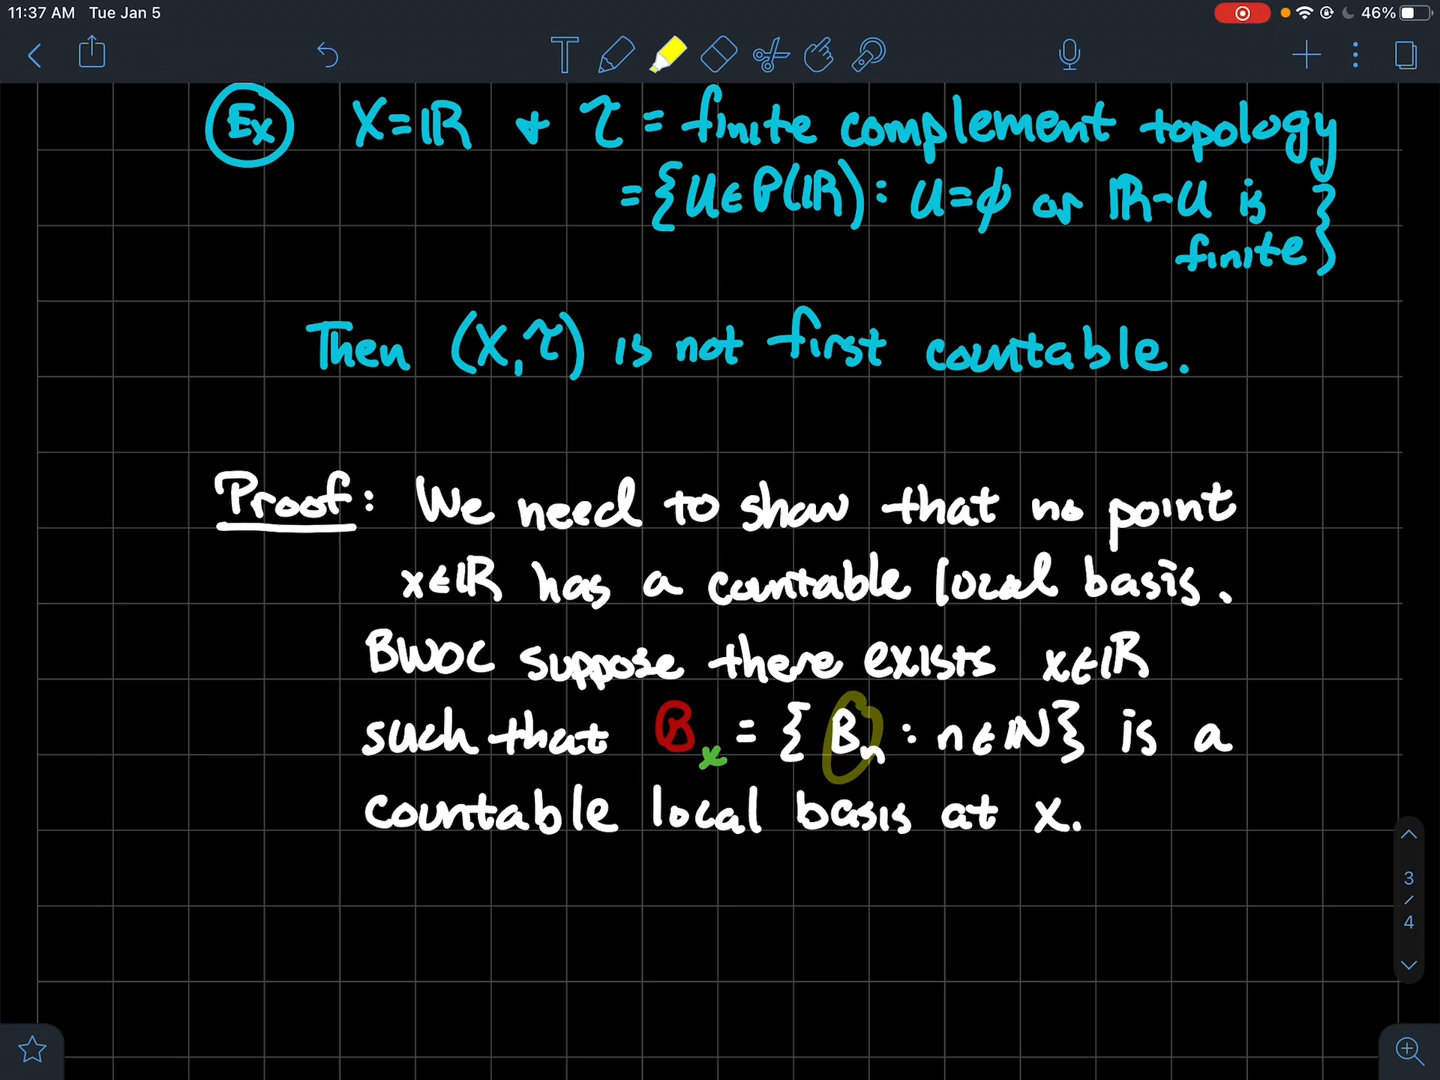 11:37 AM Tue Jan 5
46%
Ex X=ℝ & τ = finite complement topology
= {U∈P(ℝ): U=ϕ or ℝ-U is finite}
Then (X,τ) is not first countable.
Proof: We need to show that no point
x∈ℝ has a countable local basis.
BWOC suppose there exists x∈ℝ
such that B_x = {B_n : n∈ℕ} is a
countable local basis at x.
3
/
4